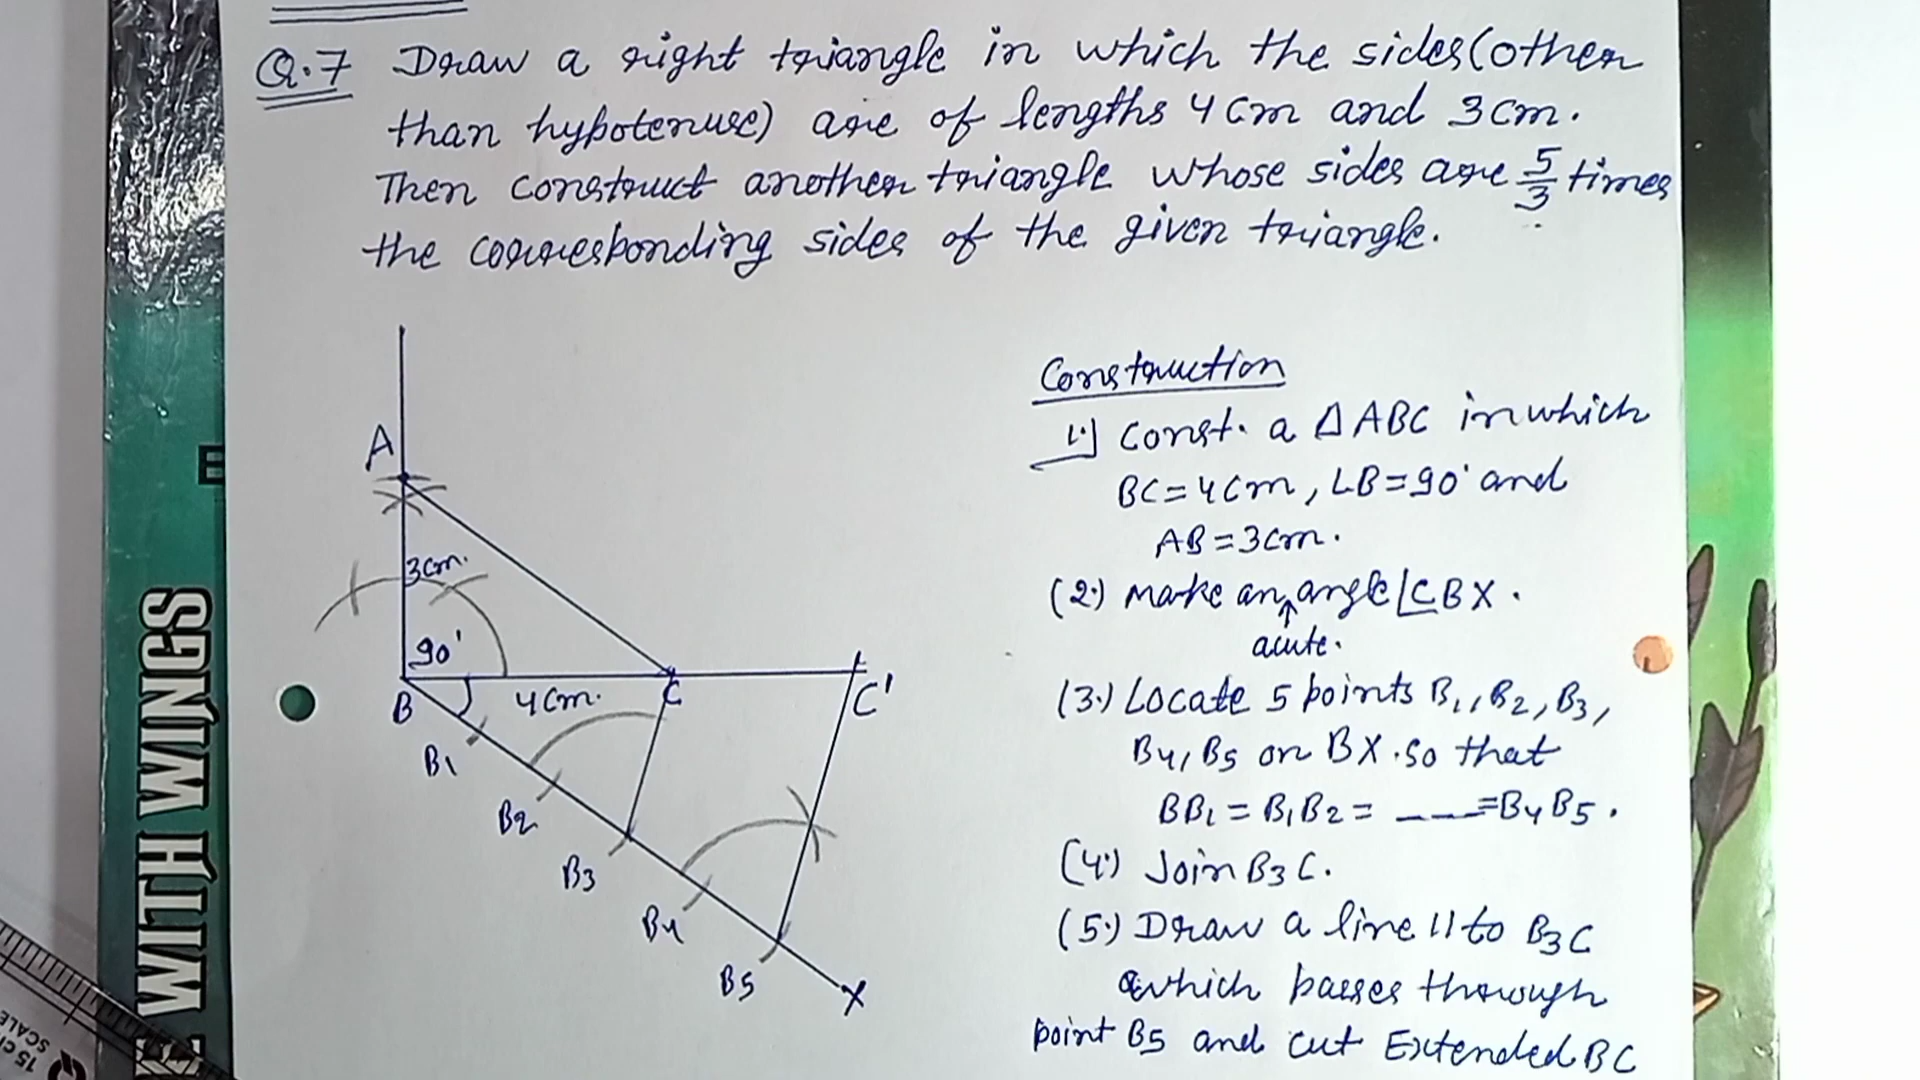 Q.7 Draw a right triangle in which the sides (other
than hypotenuse) are of lengths 4 cm and 3 cm.
Then construct another triangle whose sides are 5/3 times
the corresponding sides of the given triangle.
A
3cm.
90°
B
4cm.
C
C'
B1
B2
B3
B4
B5
X
Construction
1.) Const. a △ABC in which
BC=4cm, ∠B=90° and
AB=3cm.
(2.) Make an angle ∠CBX.
acute.
(3.) Locate 5 points B1, B2, B3,
B4, B5 on BX. so that
BB1 = B1B2 = ---=B4B5.
(4.) Join B3C.
(5.) Draw a line || to B3C
which passes through
point B5 and cut Extended BC
E WITH WINGS
15 c
SCALE